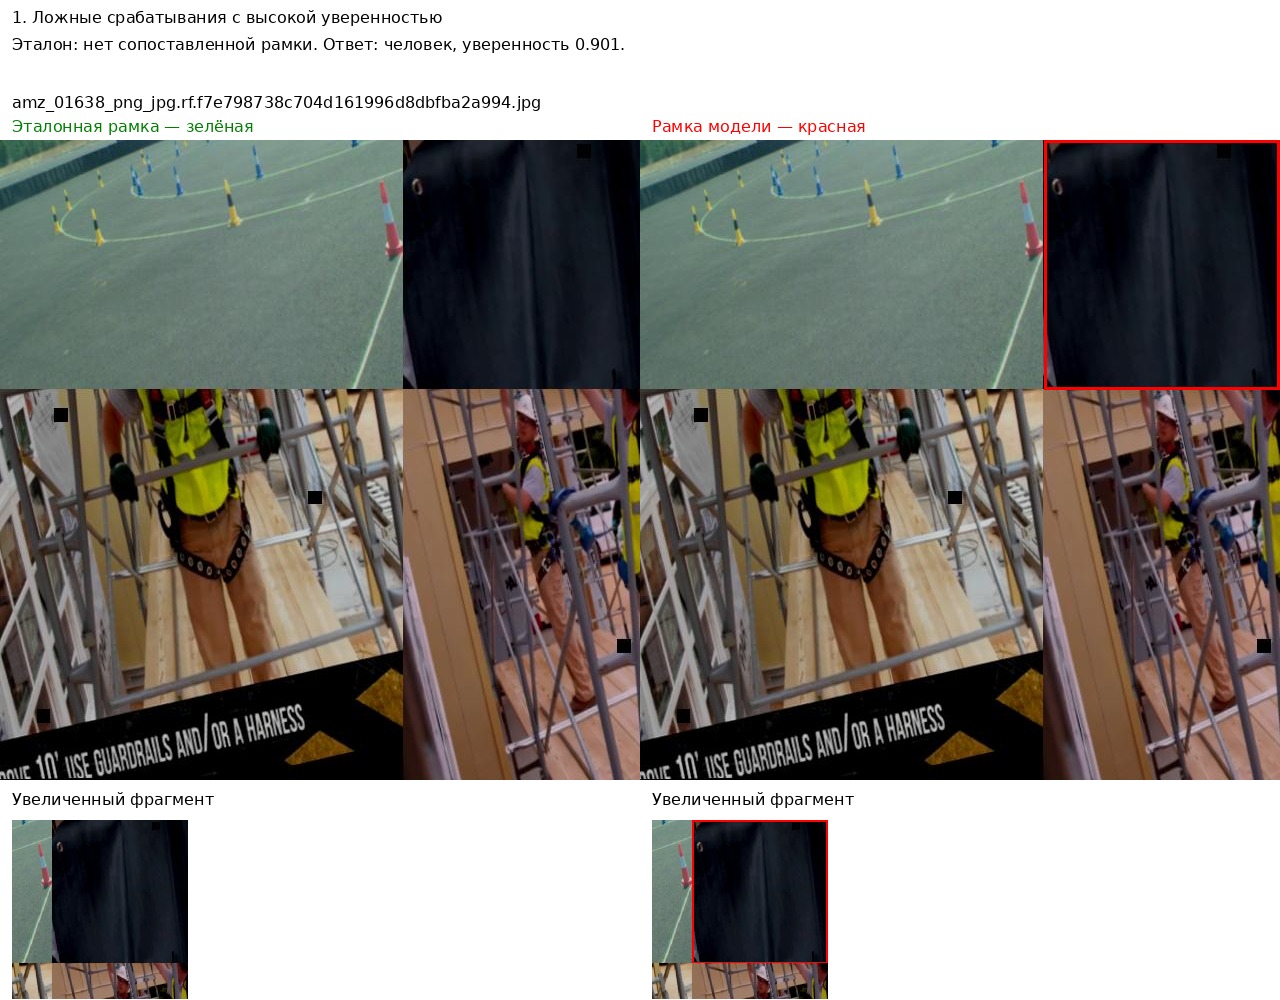 1. Ложные срабатывания с высокой уверенностью
Эталон: нет сопоставленной рамки. Ответ: человек, уверенность 0.901.
amz_01638_png_jpg.rf.f7e798738c704d161996d8dbfba2a994.jpg
Эталонная рамка — зелёная
Рамка модели — красная
10' USE GUARDRAILS AND/OR A HARNESS
10' USE GUARDRAILS AND/OR A HARNESS
Увеличенный фрагмент
Увеличенный фрагмент